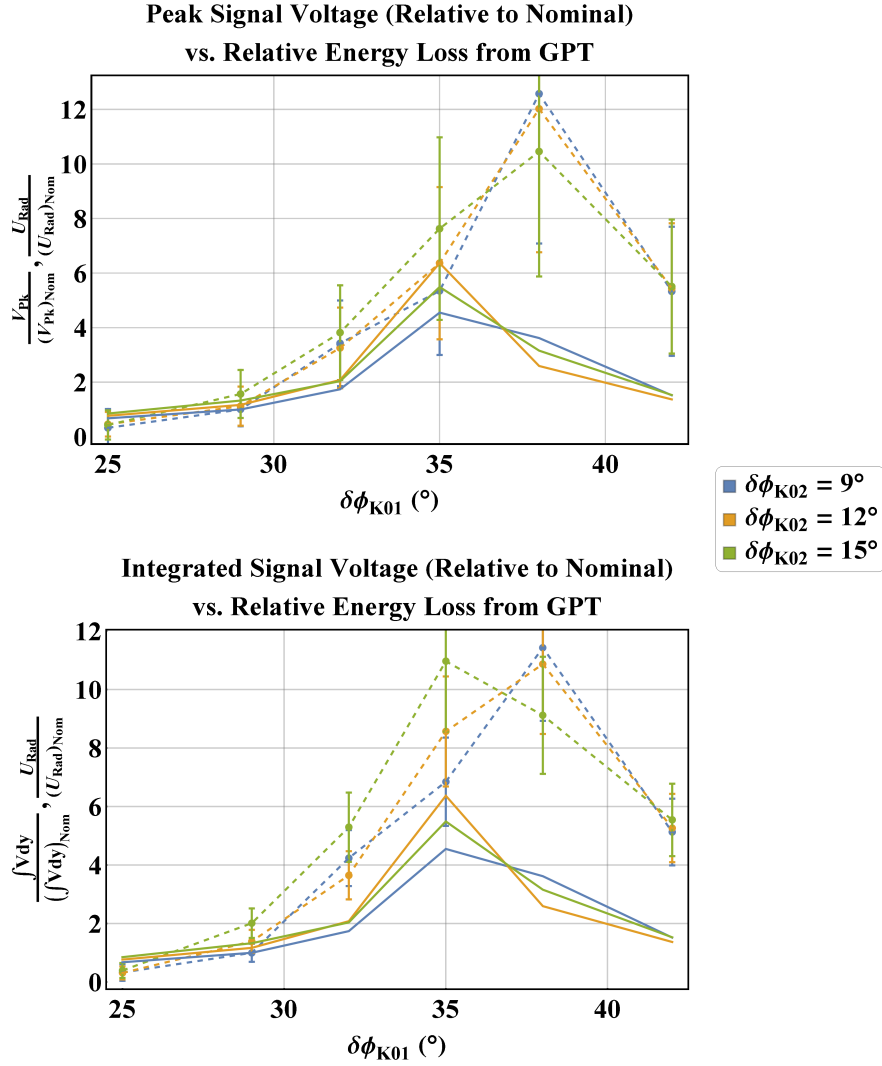 Peak Signal Voltage (Relative to Nominal)
vs. Relative Energy Loss from GPT
V_Pk/(V_Pk)_Nom, U_Rad/(U_Rad)_Nom
12
10
8
6
4
2
0
25 30 35 40
δϕ_K01 (°)
δϕ_K02 = 9°
δϕ_K02 = 12°
δϕ_K02 = 15°
Integrated Signal Voltage (Relative to Nominal)
vs. Relative Energy Loss from GPT
∫Vdy/(∫Vdy)_Nom, U_Rad/(U_Rad)_Nom
12
10
8
6
4
2
0
25 30 35 40
δϕ_K01 (°)